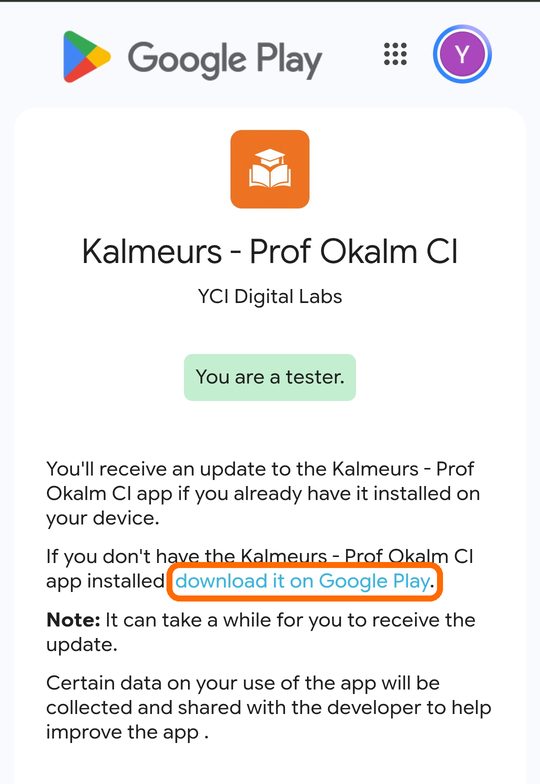 Google Play
Y
Kalmeurs - Prof Okalm CI
YCI Digital Labs
You are a tester.
You'll receive an update to the Kalmeurs - Prof
Okalm CI app if you already have it installed on
your device.
If you don't have the Kalmeurs - Prof Okalm CI
app installed download it on Google Play.
Note: It can take a while for you to receive the
update.
Certain data on your use of the app will be
collected and shared with the developer to help
improve the app .